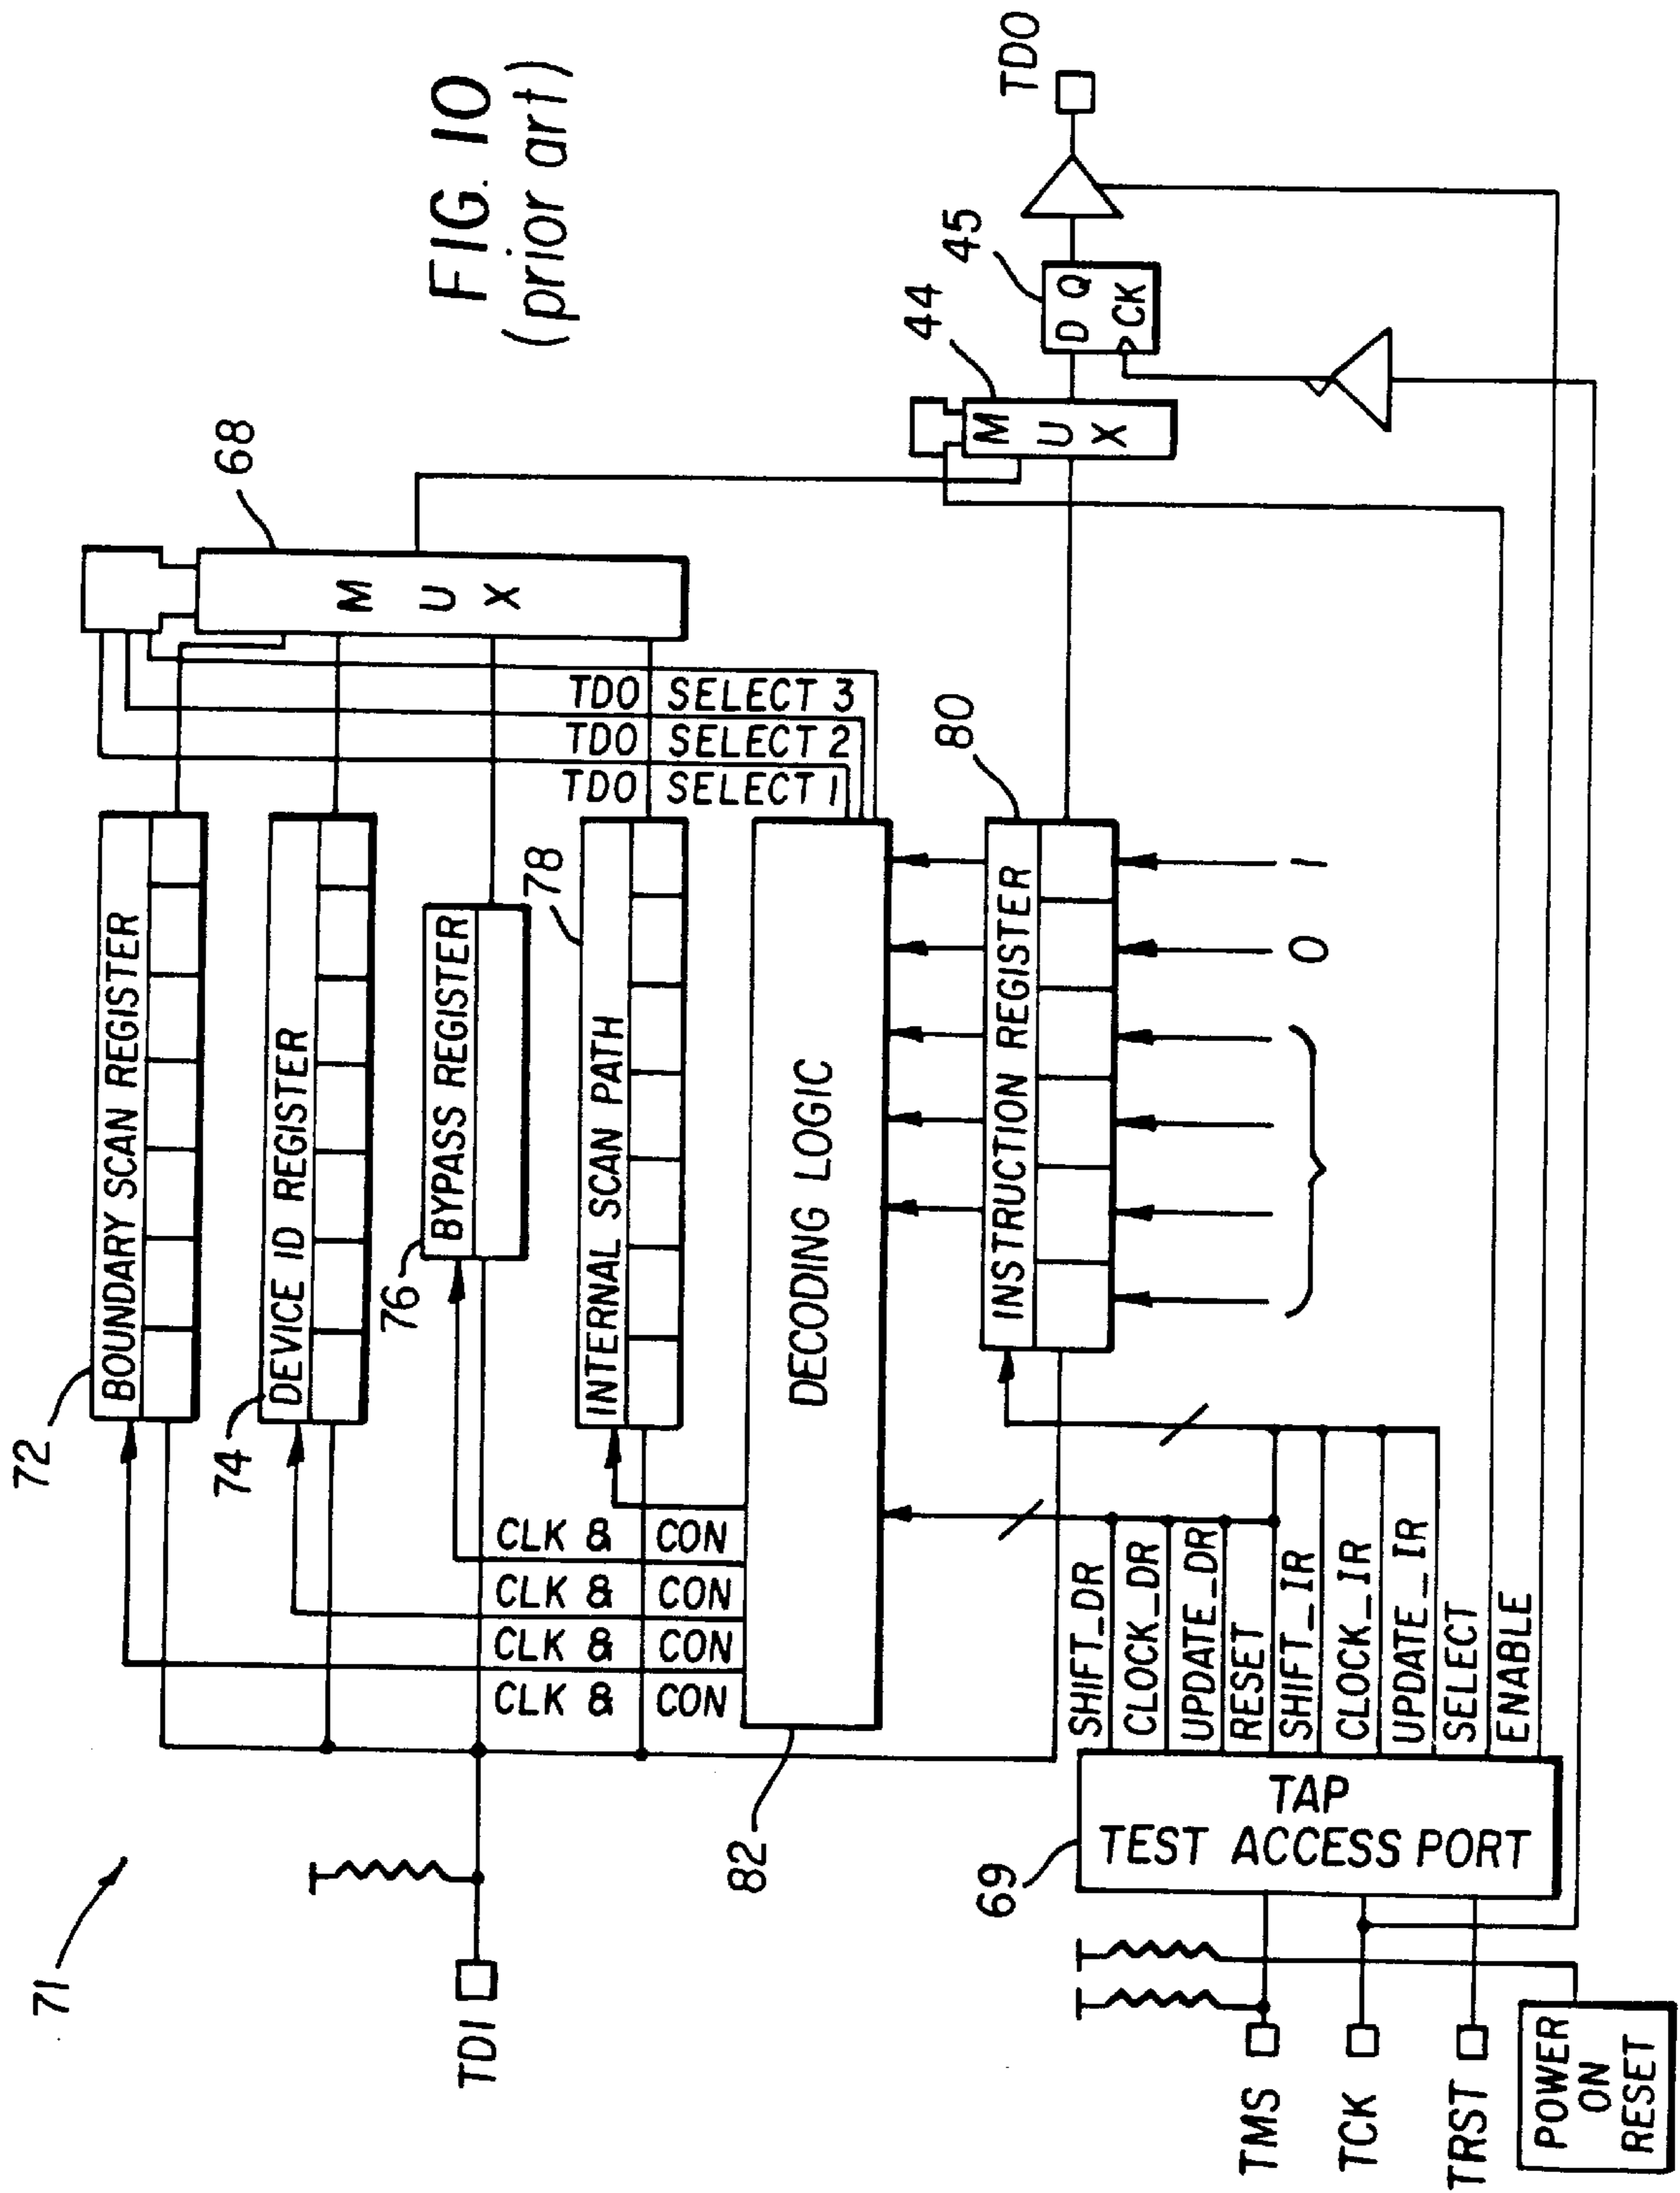 FIG. 10
(prior art)
71
72
BOUNDARY SCAN REGISTER
74
DEVICE ID REGISTER
76
BYPASS REGISTER
78
INTERNAL SCAN PATH
68
MUX
TDI
CLK & CON
CLK & CON
CLK & CON
CLK & CON
TDO SELECT 3
TDO SELECT 2
TDO SELECT 1
82
DECODING LOGIC
80
INSTRUCTION REGISTER
0
1
44
MUX
45
D Q
CK
TDO
69
TAP
TEST ACCESS PORT
SHIFT_DR
CLOCK_DR
UPDATE_DR
RESET
SHIFT_IR
CLOCK_IR
UPDATE_IR
SELECT
ENABLE
TMS
TCK
TRST
POWER
ON
RESET